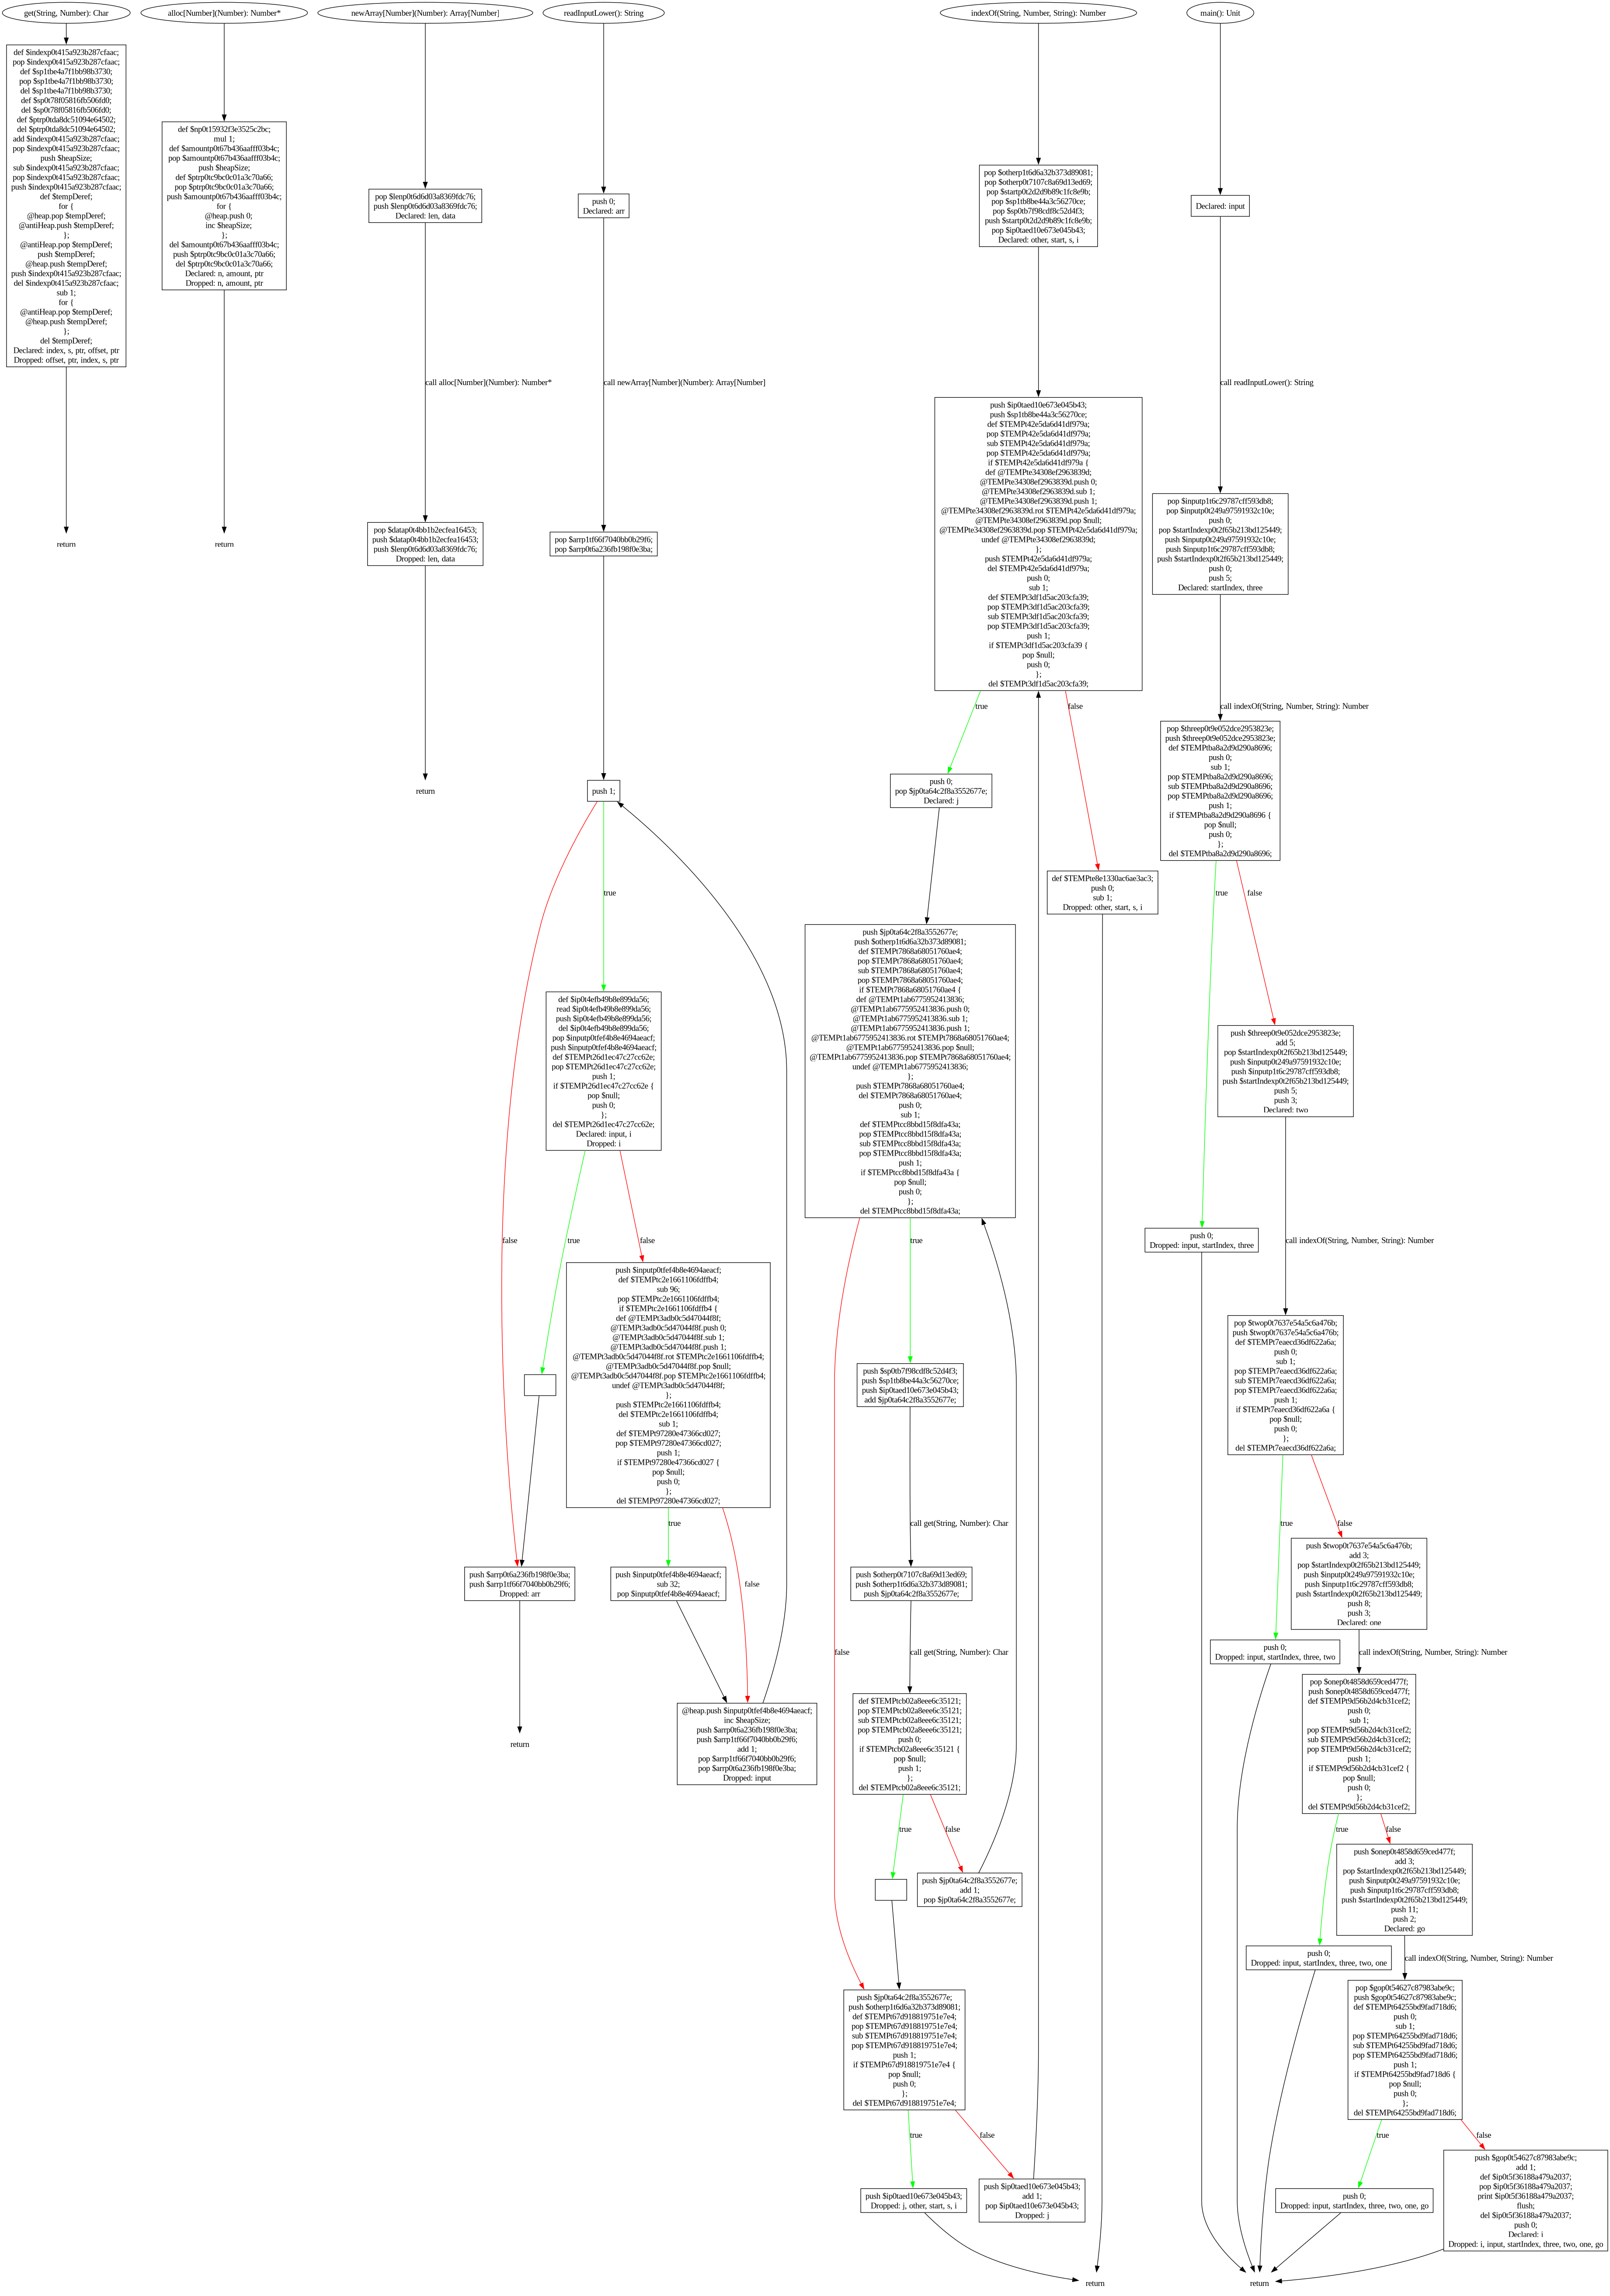 get(String, Number): Char
def $indexp0t415a923b287cfaac;
pop $indexp0t415a923b287cfaac;
def $sp1tbe4a7f1bb98b3730;
pop $sp1tbe4a7f1bb98b3730;
del $sp1tbe4a7f1bb98b3730;
def $sp0t78f05816fb506fd0;
del $sp0t78f05816fb506fd0;
def $ptrp0tda8dc51094e64502;
del $ptrp0tda8dc51094e64502;
add $indexp0t415a923b287cfaac;
pop $indexp0t415a923b287cfaac;
push $heapSize;
sub $indexp0t415a923b287cfaac;
pop $indexp0t415a923b287cfaac;
push $indexp0t415a923b287cfaac;
def $tempDeref;
for {
@heap.pop $tempDeref;
@antiHeap.push $tempDeref;
};
@antiHeap.pop $tempDeref;
push $tempDeref;
@heap.push $tempDeref;
push $indexp0t415a923b287cfaac;
del $indexp0t415a923b287cfaac;
sub 1;
for {
@antiHeap.pop $tempDeref;
@heap.push $tempDeref;
};
del $tempDeref;
Declared: index, s, ptr, offset, ptr
Dropped: offset, ptr, index, s, ptr
return
alloc[Number](Number): Number*
def $np0t15932f3e3525c2bc;
mul 1;
def $amountp0t67b436aafff03b4c;
pop $amountp0t67b436aafff03b4c;
push $heapSize;
def $ptrp0tc9bc0c01a3c70a66;
pop $ptrp0tc9bc0c01a3c70a66;
push $amountp0t67b436aafff03b4c;
for {
@heap.push 0;
inc $heapSize;
};
del $amountp0t67b436aafff03b4c;
push $ptrp0tc9bc0c01a3c70a66;
del $ptrp0tc9bc0c01a3c70a66;
Declared: n, amount, ptr
Dropped: n, amount, ptr
return
newArray[Number](Number): Array[Number]
pop $lenp0t6d6d03a8369fdc76;
push $lenp0t6d6d03a8369fdc76;
Declared: len, data
call alloc[Number](Number): Number*
pop $datap0t4bb1b2ecfea16453;
push $datap0t4bb1b2ecfea16453;
push $lenp0t6d6d03a8369fdc76;
Dropped: len, data
return
readInputLower(): String
push 0;
Declared: arr
call newArray[Number](Number): Array[Number]
pop $arrp1tf66f7040bb0b29f6;
pop $arrp0t6a236fb198f0e3ba;
push 1;
true
false
def $ip0t4efb49b8e899da56;
read $ip0t4efb49b8e899da56;
push $ip0t4efb49b8e899da56;
del $ip0t4efb49b8e899da56;
pop $inputp0tfef4b8e4694aeacf;
push $inputp0tfef4b8e4694aeacf;
def $TEMPt26d1ec47c27cc62e;
pop $TEMPt26d1ec47c27cc62e;
push 1;
if $TEMPt26d1ec47c27cc62e {
pop $null;
push 0;
};
del $TEMPt26d1ec47c27cc62e;
Declared: input, i
Dropped: i
true
false
push $inputp0tfef4b8e4694aeacf;
def $TEMPtc2e1661106fdffb4;
sub 96;
pop $TEMPtc2e1661106fdffb4;
if $TEMPtc2e1661106fdffb4 {
def @TEMPt3adb0c5d47044f8f;
@TEMPt3adb0c5d47044f8f.push 0;
@TEMPt3adb0c5d47044f8f.sub 1;
@TEMPt3adb0c5d47044f8f.push 1;
@TEMPt3adb0c5d47044f8f.rot $TEMPtc2e1661106fdffb4;
@TEMPt3adb0c5d47044f8f.pop $null;
@TEMPt3adb0c5d47044f8f.pop $TEMPtc2e1661106fdffb4;
undef @TEMPt3adb0c5d47044f8f;
};
push $TEMPtc2e1661106fdffb4;
del $TEMPtc2e1661106fdffb4;
sub 1;
def $TEMPt97280e47366cd027;
pop $TEMPt97280e47366cd027;
push 1;
if $TEMPt97280e47366cd027 {
pop $null;
push 0;
};
del $TEMPt97280e47366cd027;
true
false
push $arrp0t6a236fb198f0e3ba;
push $arrp1tf66f7040bb0b29f6;
Dropped: arr
push $inputp0tfef4b8e4694aeacf;
sub 32;
pop $inputp0tfef4b8e4694aeacf;
@heap.push $inputp0tfef4b8e4694aeacf;
inc $heapSize;
push $arrp0t6a236fb198f0e3ba;
push $arrp1tf66f7040bb0b29f6;
add 1;
pop $arrp1tf66f7040bb0b29f6;
pop $arrp0t6a236fb198f0e3ba;
Dropped: input
return
indexOf(String, Number, String): Number
pop $otherp1t6d6a32b373d89081;
pop $otherp0t7107c8a69d13ed69;
pop $startp0t2d2d9b89c1fc8e9b;
pop $sp1tb8be44a3c56270ce;
pop $sp0tb7f98cdf8c52d4f3;
push $startp0t2d2d9b89c1fc8e9b;
pop $ip0taed10e673e045b43;
Declared: other, start, s, i
push $ip0taed10e673e045b43;
push $sp1tb8be44a3c56270ce;
def $TEMPt42e5da6d41df979a;
pop $TEMPt42e5da6d41df979a;
sub $TEMPt42e5da6d41df979a;
pop $TEMPt42e5da6d41df979a;
if $TEMPt42e5da6d41df979a {
def @TEMPte34308ef2963839d;
@TEMPte34308ef2963839d.push 0;
@TEMPte34308ef2963839d.sub 1;
@TEMPte34308ef2963839d.push 1;
@TEMPte34308ef2963839d.rot $TEMPt42e5da6d41df979a;
@TEMPte34308ef2963839d.pop $null;
@TEMPte34308ef2963839d.pop $TEMPt42e5da6d41df979a;
undef @TEMPte34308ef2963839d;
};
push $TEMPt42e5da6d41df979a;
del $TEMPt42e5da6d41df979a;
push 0;
sub 1;
def $TEMPt3df1d5ac203cfa39;
pop $TEMPt3df1d5ac203cfa39;
sub $TEMPt3df1d5ac203cfa39;
pop $TEMPt3df1d5ac203cfa39;
push 1;
if $TEMPt3df1d5ac203cfa39 {
pop $null;
push 0;
};
del $TEMPt3df1d5ac203cfa39;
true
false
push 0;
pop $jp0ta64c2f8a3552677e;
Declared: j
def $TEMPte8e1330ac6ae3ac3;
push 0;
sub 1;
Dropped: other, start, s, i
push $jp0ta64c2f8a3552677e;
push $otherp1t6d6a32b373d89081;
def $TEMPt7868a68051760ae4;
pop $TEMPt7868a68051760ae4;
sub $TEMPt7868a68051760ae4;
pop $TEMPt7868a68051760ae4;
if $TEMPt7868a68051760ae4 {
def @TEMPt1ab6775952413836;
@TEMPt1ab6775952413836.push 0;
@TEMPt1ab6775952413836.sub 1;
@TEMPt1ab6775952413836.push 1;
@TEMPt1ab6775952413836.rot $TEMPt7868a68051760ae4;
@TEMPt1ab6775952413836.pop $null;
@TEMPt1ab6775952413836.pop $TEMPt7868a68051760ae4;
undef @TEMPt1ab6775952413836;
};
push $TEMPt7868a68051760ae4;
del $TEMPt7868a68051760ae4;
push 0;
sub 1;
def $TEMPtcc8bbd15f8dfa43a;
pop $TEMPtcc8bbd15f8dfa43a;
sub $TEMPtcc8bbd15f8dfa43a;
pop $TEMPtcc8bbd15f8dfa43a;
push 1;
if $TEMPtcc8bbd15f8dfa43a {
pop $null;
push 0;
};
del $TEMPtcc8bbd15f8dfa43a;
true
false
push $sp0tb7f98cdf8c52d4f3;
push $sp1tb8be44a3c56270ce;
push $ip0taed10e673e045b43;
add $jp0ta64c2f8a3552677e;
call get(String, Number): Char
push $otherp0t7107c8a69d13ed69;
push $otherp1t6d6a32b373d89081;
push $jp0ta64c2f8a3552677e;
call get(String, Number): Char
def $TEMPtcb02a8eee6c35121;
pop $TEMPtcb02a8eee6c35121;
sub $TEMPtcb02a8eee6c35121;
pop $TEMPtcb02a8eee6c35121;
push 0;
if $TEMPtcb02a8eee6c35121 {
pop $null;
push 1;
};
del $TEMPtcb02a8eee6c35121;
true
false
push $jp0ta64c2f8a3552677e;
add 1;
pop $jp0ta64c2f8a3552677e;
push $jp0ta64c2f8a3552677e;
push $otherp1t6d6a32b373d89081;
def $TEMPt67d918819751e7e4;
pop $TEMPt67d918819751e7e4;
sub $TEMPt67d918819751e7e4;
pop $TEMPt67d918819751e7e4;
push 1;
if $TEMPt67d918819751e7e4 {
pop $null;
push 0;
};
del $TEMPt67d918819751e7e4;
true
false
push $ip0taed10e673e045b43;
Dropped: j, other, start, s, i
push $ip0taed10e673e045b43;
add 1;
pop $ip0taed10e673e045b43;
Dropped: j
return
main(): Unit
Declared: input
call readInputLower(): String
pop $inputp1t6c29787cff593db8;
pop $inputp0t249a97591932c10e;
push 0;
pop $startIndexp0t2f65b213bd125449;
push $inputp0t249a97591932c10e;
push $inputp1t6c29787cff593db8;
push $startIndexp0t2f65b213bd125449;
push 0;
push 5;
Declared: startIndex, three
call indexOf(String, Number, String): Number
pop $threep0t9e052dce2953823e;
push $threep0t9e052dce2953823e;
def $TEMPtba8a2d9d290a8696;
push 0;
sub 1;
pop $TEMPtba8a2d9d290a8696;
sub $TEMPtba8a2d9d290a8696;
pop $TEMPtba8a2d9d290a8696;
push 1;
if $TEMPtba8a2d9d290a8696 {
pop $null;
push 0;
};
del $TEMPtba8a2d9d290a8696;
true
false
push $threep0t9e052dce2953823e;
add 5;
pop $startIndexp0t2f65b213bd125449;
push $inputp0t249a97591932c10e;
push $inputp1t6c29787cff593db8;
push $startIndexp0t2f65b213bd125449;
push 5;
push 3;
Declared: two
push 0;
Dropped: input, startIndex, three
call indexOf(String, Number, String): Number
pop $twop0t7637e54a5c6a476b;
push $twop0t7637e54a5c6a476b;
def $TEMPt7eaecd36df622a6a;
push 0;
sub 1;
pop $TEMPt7eaecd36df622a6a;
sub $TEMPt7eaecd36df622a6a;
pop $TEMPt7eaecd36df622a6a;
push 1;
if $TEMPt7eaecd36df622a6a {
pop $null;
push 0;
};
del $TEMPt7eaecd36df622a6a;
true
false
push $twop0t7637e54a5c6a476b;
add 3;
pop $startIndexp0t2f65b213bd125449;
push $inputp0t249a97591932c10e;
push $inputp1t6c29787cff593db8;
push $startIndexp0t2f65b213bd125449;
push 8;
push 3;
Declared: one
push 0;
Dropped: input, startIndex, three, two
call indexOf(String, Number, String): Number
pop $onep0t4858d659ced477f;
push $onep0t4858d659ced477f;
def $TEMPt9d56b2d4cb31cef2;
push 0;
sub 1;
pop $TEMPt9d56b2d4cb31cef2;
sub $TEMPt9d56b2d4cb31cef2;
pop $TEMPt9d56b2d4cb31cef2;
push 1;
if $TEMPt9d56b2d4cb31cef2 {
pop $null;
push 0;
};
del $TEMPt9d56b2d4cb31cef2;
true
false
push $onep0t4858d659ced477f;
add 3;
pop $startIndexp0t2f65b213bd125449;
push $inputp0t249a97591932c10e;
push $inputp1t6c29787cff593db8;
push $startIndexp0t2f65b213bd125449;
push 11;
push 2;
Declared: go
push 0;
Dropped: input, startIndex, three, two, one
call indexOf(String, Number, String): Number
pop $gop0t54627c87983abe9c;
push $gop0t54627c87983abe9c;
def $TEMPt64255bd9fad718d6;
push 0;
sub 1;
pop $TEMPt64255bd9fad718d6;
sub $TEMPt64255bd9fad718d6;
pop $TEMPt64255bd9fad718d6;
push 1;
if $TEMPt64255bd9fad718d6 {
pop $null;
push 0;
};
del $TEMPt64255bd9fad718d6;
true
false
push 0;
Dropped: input, startIndex, three, two, one, go
push $gop0t54627c87983abe9c;
add 1;
def $ip0t5f36188a479a2037;
pop $ip0t5f36188a479a2037;
print $ip0t5f36188a479a2037;
flush;
del $ip0t5f36188a479a2037;
push 0;
Declared: i
Dropped: i, input, startIndex, three, two, one, go
return